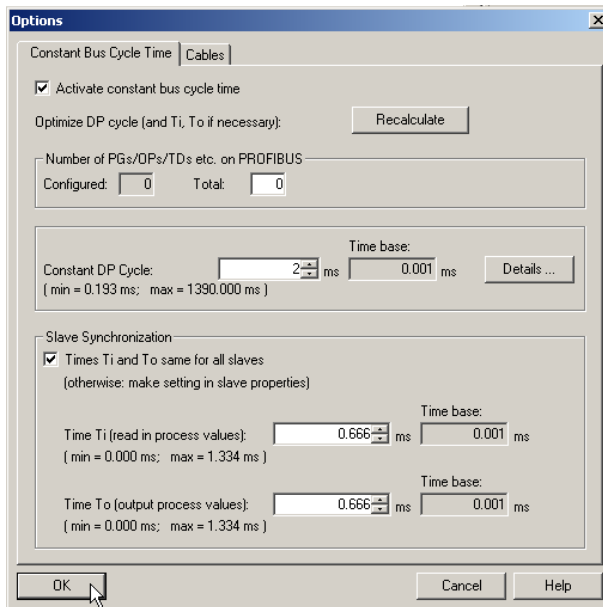 Options
Constant Bus Cycle Time Cables
Activate constant bus cycle time
Optimize DP cycle (and Ti, To if necessary): Recalculate
Number of PGs/OPs/TDs etc. on PROFIBUS
Configured: 0 Total: 0
Time base:
Constant DP Cycle: 2 ms 0.001 ms Details ...
( min = 0.193 ms; max = 1390.000 ms )
Slave Synchronization
Times Ti and To same for all slaves
(otherwise: make setting in slave properties)
Time base:
Time Ti (read in process values): 0.666 ms 0.001 ms
( min = 0.000 ms; max = 1.334 ms )
Time base:
Time To (output process values): 0.666 ms 0.001 ms
( min = 0.000 ms; max = 1.334 ms )
OK Cancel Help